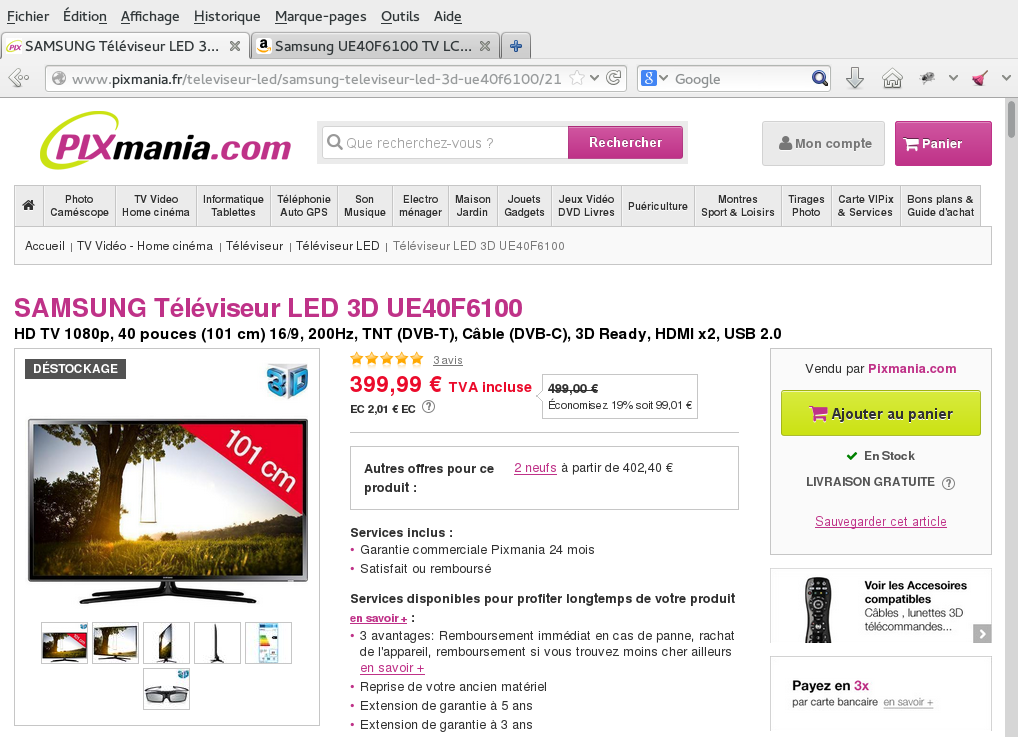 Fichier Édition Affichage Historique Marque-pages Outils Aide
PIX SAMSUNG Téléviseur LED 3... Samsung UE40F6100 TV LC...
www.pixmania.fr/televiseur-led/samsung-televiseur-led-3d-ue40f6100/21 Google
PIXmania.com
Que recherchez-vous ? Rechercher
Mon compte
Panier
Photo Caméscope
TV Video Home cinéma
Informatique Tablettes
Téléphonie Auto GPS
Son Musique
Electro ménager
Maison Jardin
Jouets Gadgets
Jeux Vidéo DVD Livres
Puériculture
Montres Sport & Loisirs
Tirages Photo
Carte VIPix & Services
Bons plans & Guide d'achat
Accueil | TV Vidéo - Home cinéma | Téléviseur | Téléviseur LED | Téléviseur LED 3D UE40F6100
SAMSUNG Téléviseur LED 3D UE40F6100
HD TV 1080p, 40 pouces (101 cm) 16/9, 200Hz, TNT (DVB-T), Câble (DVB-C), 3D Ready, HDMI x2, USB 2.0
DÉSTOCKAGE
3D
101 cm
3 avis
399,99 € TVA incluse
EC 2,01 € EC ?
499,00 €
Économisez 19% soit 99,01 €
Autres offres pour ce produit :
2 neufs à partir de 402,40 €
Services inclus :
• Garantie commerciale Pixmania 24 mois
• Satisfait ou remboursé
Services disponibles pour profiter longtemps de votre produit
en savoir + :
• 3 avantages: Remboursement immédiat en cas de panne, rachat
de l'appareil, remboursement si vous trouvez moins cher ailleurs
en savoir +
• Reprise de votre ancien matériel
• Extension de garantie à 5 ans
• Extension de garantie à 3 ans
Vendu par Pixmania.com
Ajouter au panier
En Stock
LIVRAISON GRATUITE ?
Sauvegarder cet article
Voir les Accesoires
compatibles
Câbles , lunettes 3D
télécommandes...
Payez en 3x
par carte bancaire en savoir +